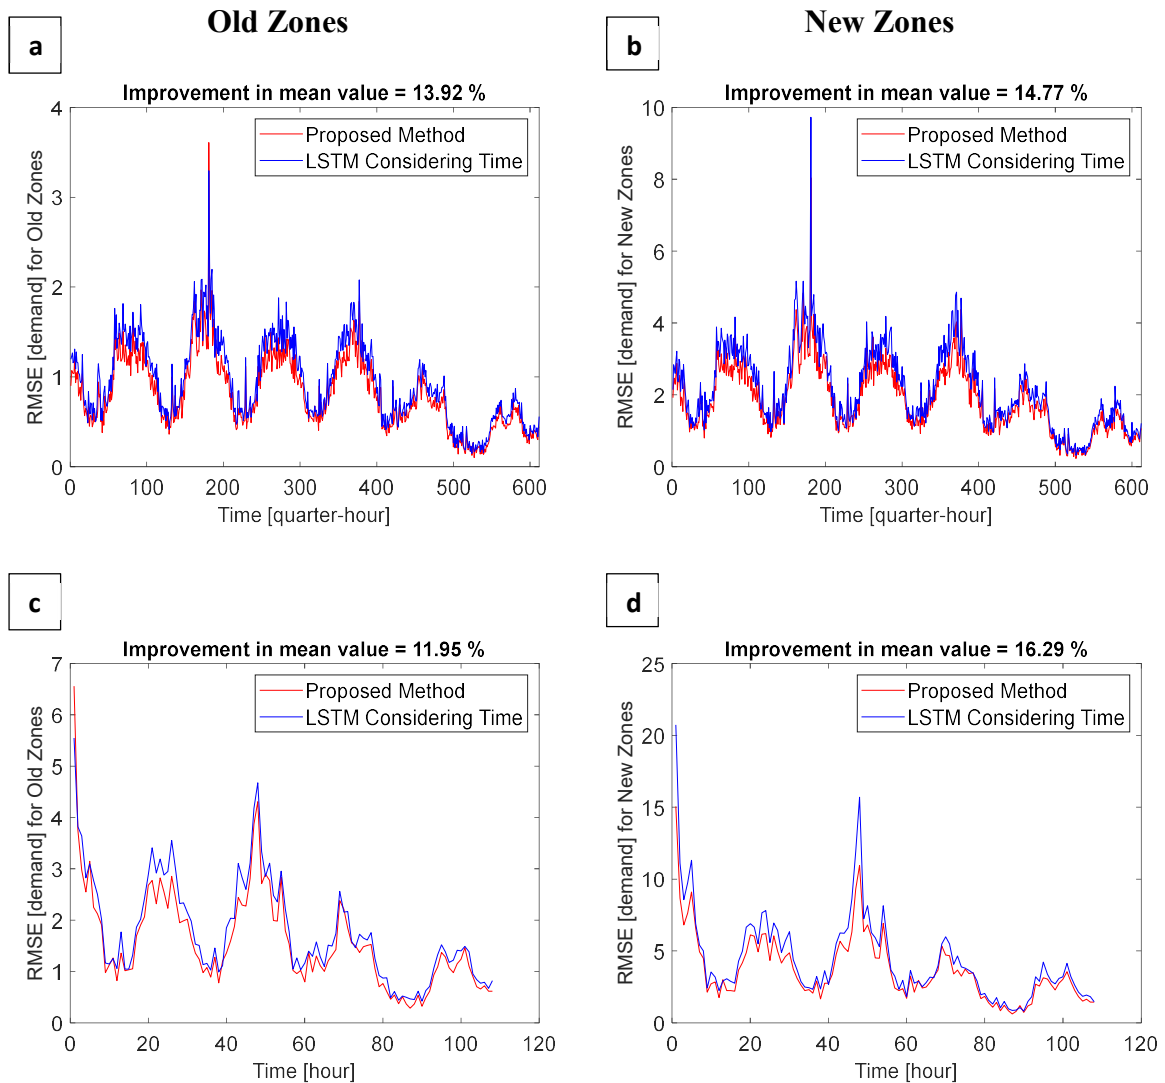 Old Zones
New Zones
a
b
Improvement in mean value = 13.92 %
Proposed Method
LSTM Considering Time
RMSE [demand] for Old Zones
4
3
2
1
0
0 100 200 300 400 500 600
Time [quarter-hour]
Improvement in mean value = 14.77 %
Proposed Method
LSTM Considering Time
RMSE [demand] for New Zones
10
8
6
4
2
0
0 100 200 300 400 500 600
Time [quarter-hour]
c
d
Improvement in mean value = 11.95 %
Proposed Method
LSTM Considering Time
RMSE [demand] for Old Zones
7
6
5
4
3
2
1
0
0 20 40 60 80 100 120
Time [hour]
Improvement in mean value = 16.29 %
Proposed Method
LSTM Considering Time
RMSE [demand] for New Zones
25
20
15
10
5
0
0 20 40 60 80 100 120
Time [hour]